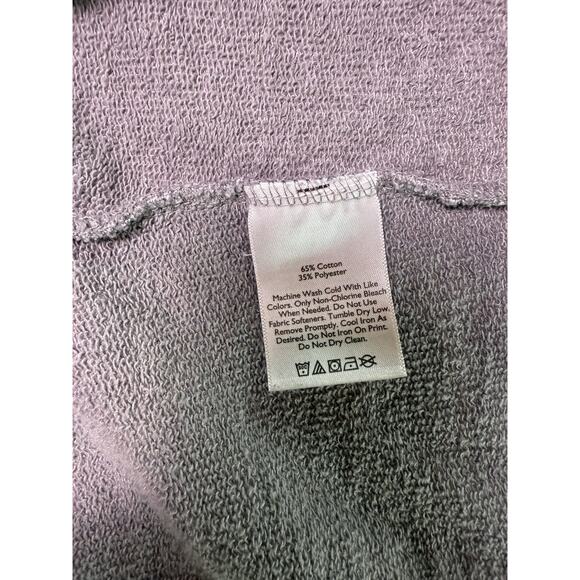 65% Cotton
35% Polyester
Machine Wash Cold With Like
Colors. Only Non-Chlorine Bleach
When Needed. Do Not Use
Fabric Softeners. Tumble Dry Low.
Remove Promptly. Cool Iron As
Desired. Do Not Iron On Print.
Do Not Dry Clean.